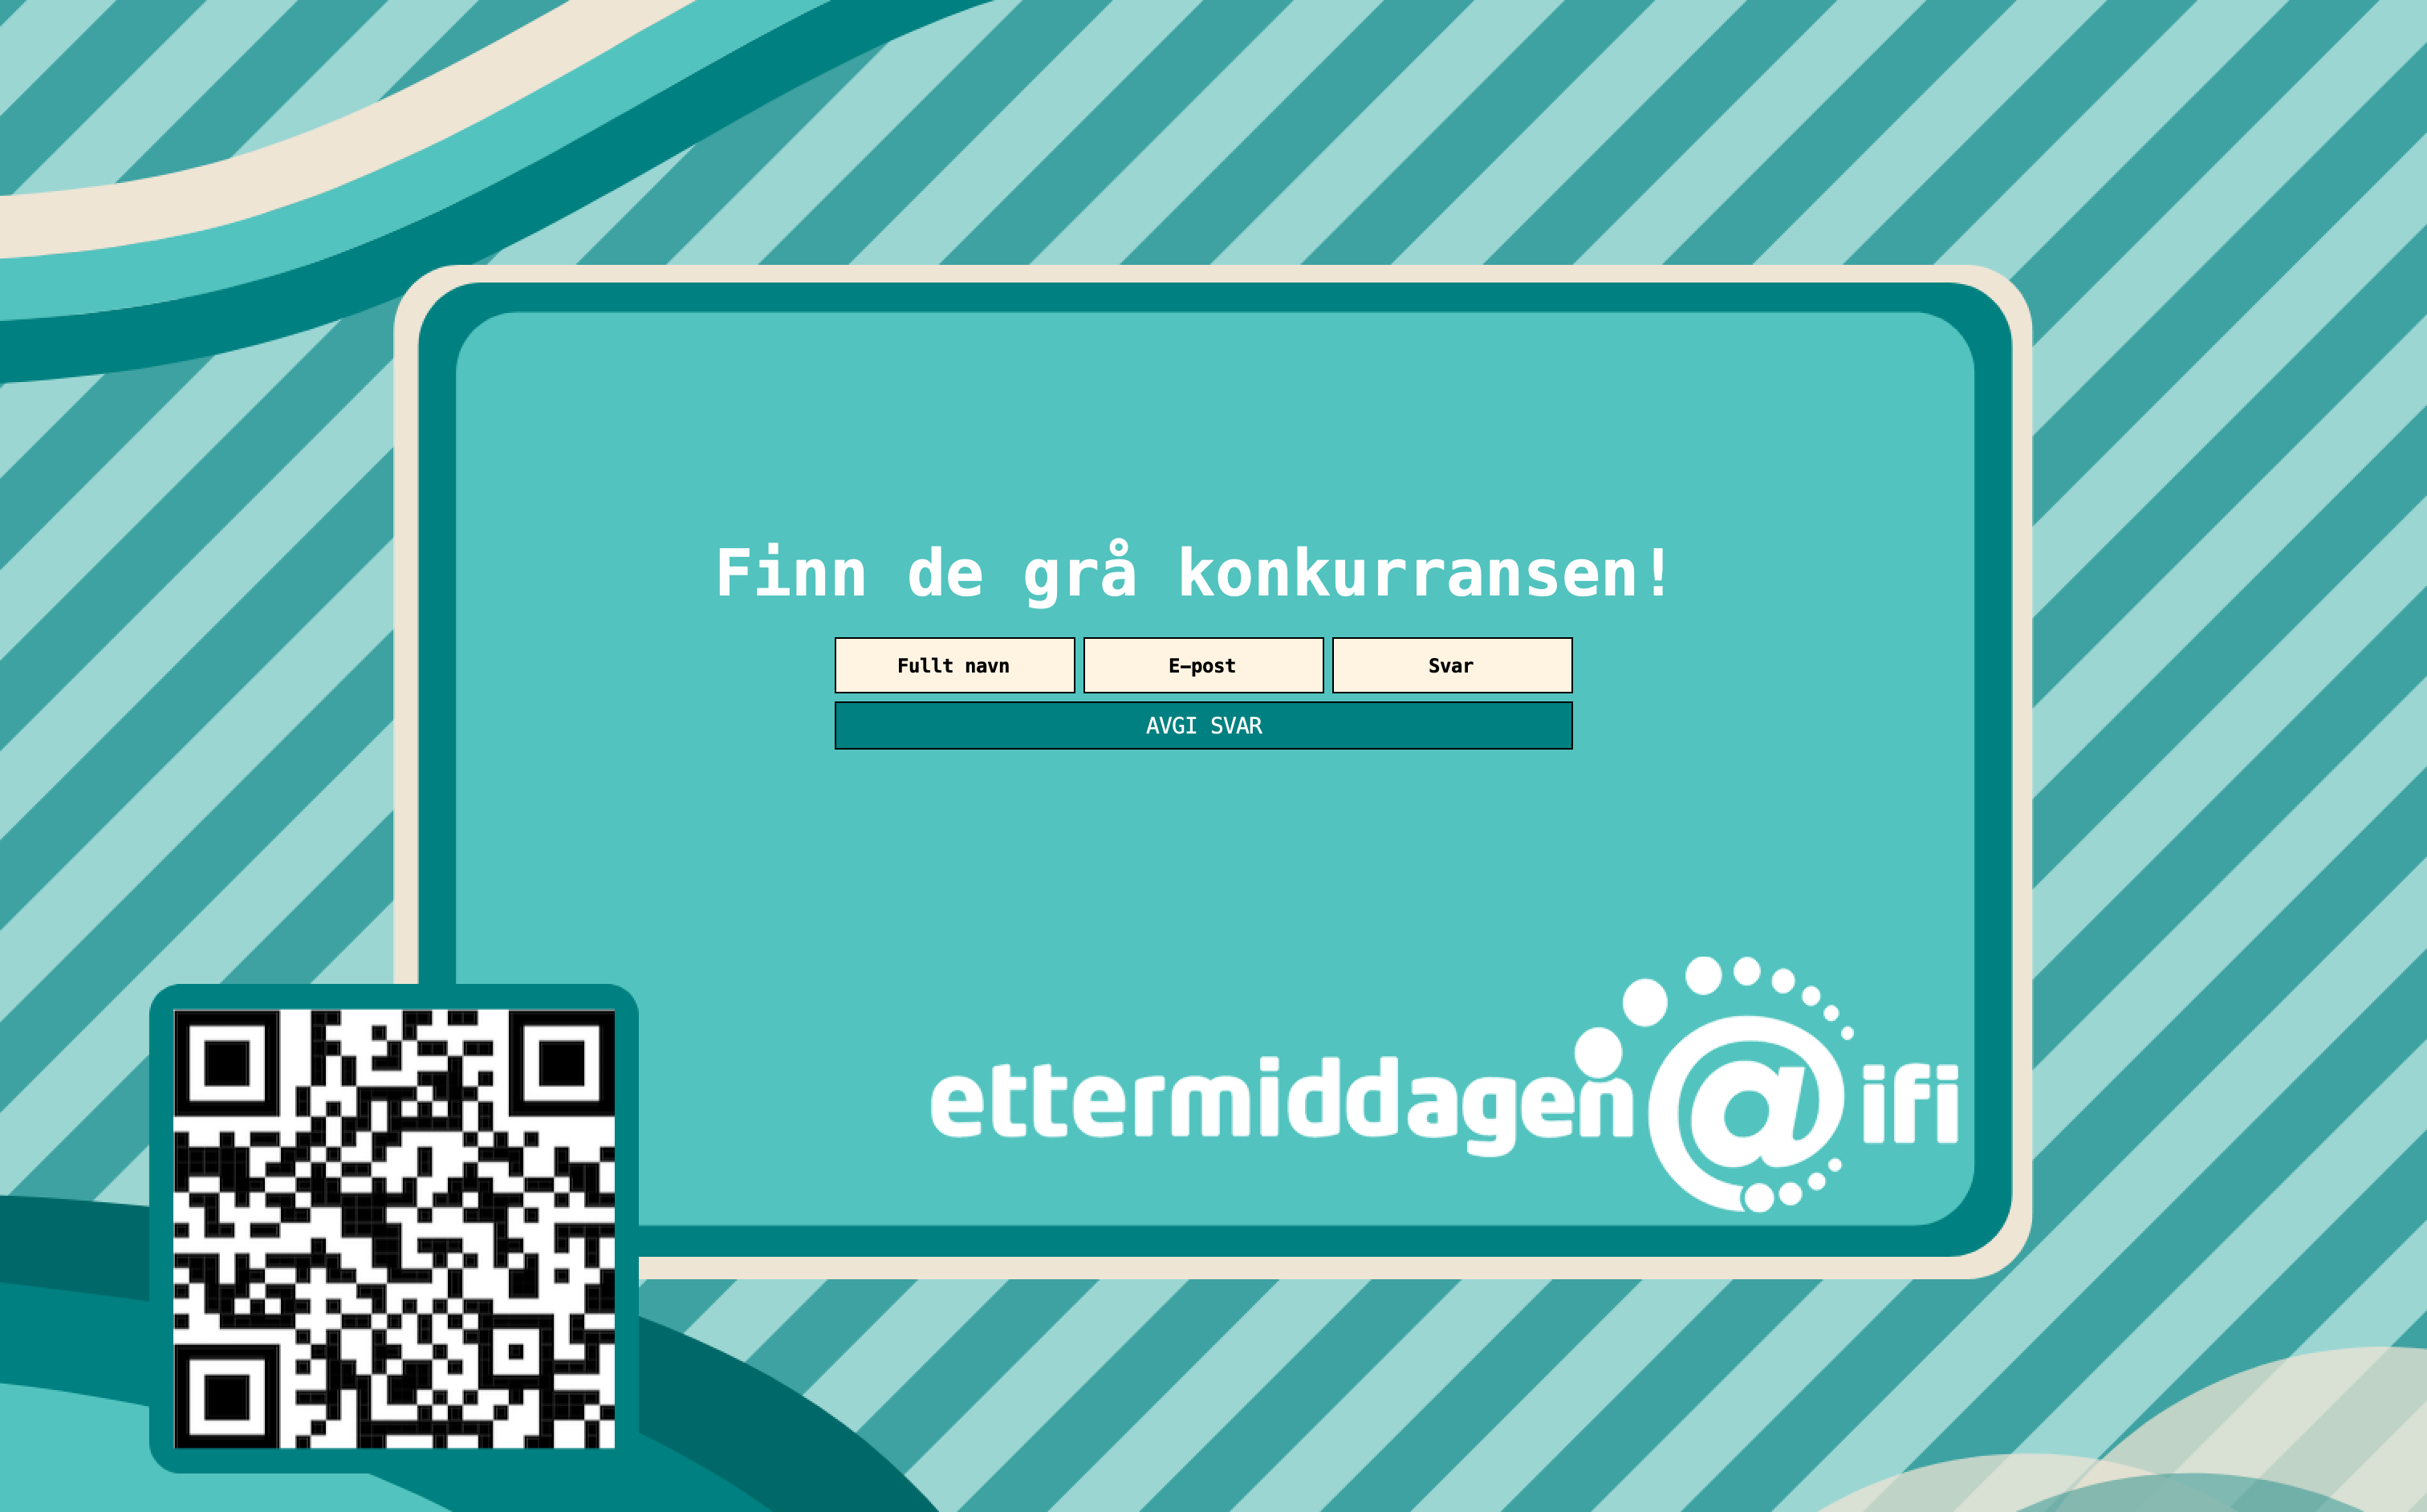 Finn de grå konkurransen!
Fullt navn E-post Svar
AVGI SVAR
ettermiddagen@ifi